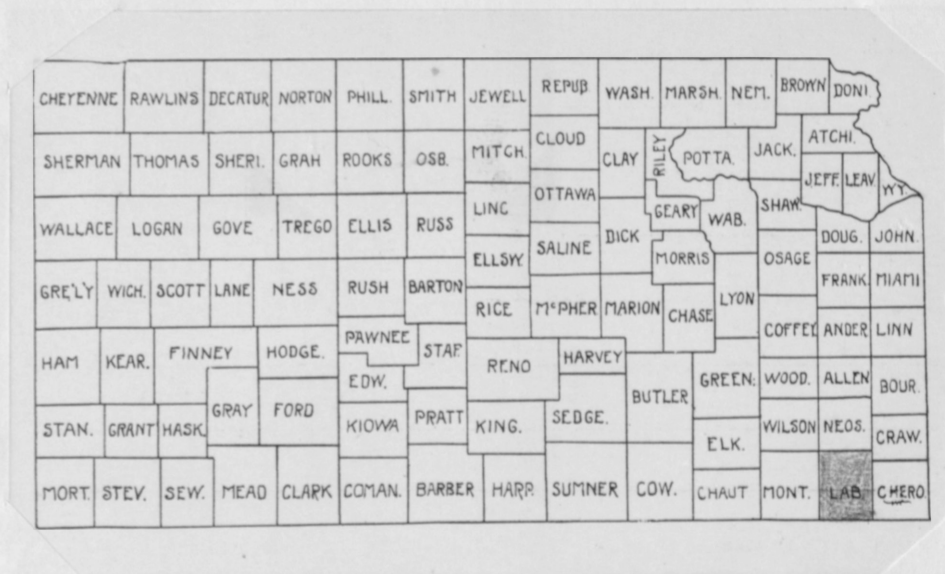 CHEYENNE RAWLINS DECATUR NORTON PHILL. SMITH JEWELL REPUB. WASH. MARSH. NEM. BROWN DONI.
SHERMAN THOMAS SHERI. GRAH ROOKS OSB. MITCH. CLOUD CLAY RILEY POTTA. JACK. ATCHI.
JEFF. LEAV. WY.
WALLACE LOGAN GOVE TREGO ELLIS RUSS LINC OTTAWA DICK GEARY WAB. SHAW. DOUG. JOHN.
GRE'LY WICH. SCOTT LANE NESS RUSH BARTON ELLSW. SALINE MORRIS OSAGE FRANK. MIAMI
RICE McPHER MARION CHASE LYON COFFEY ANDER. LINN
HAM KEAR. FINNEY HODGE. PAWNEE STAF. RENO HARVEY BUTLER GREEN. WOOD. ALLEN BOUR.
EDW.
STAN. GRANT HASK. GRAY FORD KIOWA PRATT KING. SEDGE. ELK. WILSON NEOS. CRAW.
MORT. STEV. SEW. MEAD CLARK COMAN. BARBER HARP. SUMNER COW. CHAUT MONT. LAB. CHERO.